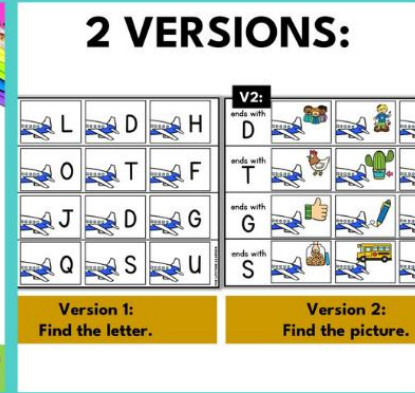 2 VERSIONS:
L D H
O T F
J D G
Q S U
V2:
ends with
D
ends with
T
ends with
G
ends with
S
Version 1:
Find the letter.
Version 2:
Find the picture.